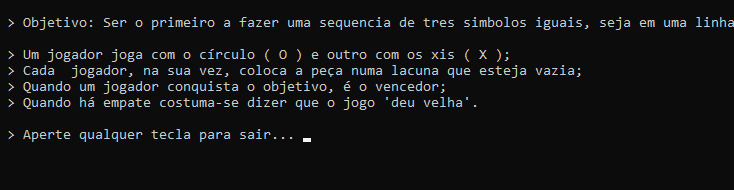 > Objetivo: Ser o primeiro a fazer uma sequencia de tres simbolos iguais, seja em uma linha
> Um jogador joga com o círculo ( O ) e outro com os xis ( X );
> Cada  jogador, na sua vez, coloca a peça numa lacuna que esteja vazia;
> Quando um jogador conquista o objetivo, é o vencedor;
> Quando há empate costuma-se dizer que o jogo 'deu velha'.
> Aperte qualquer tecla para sair...